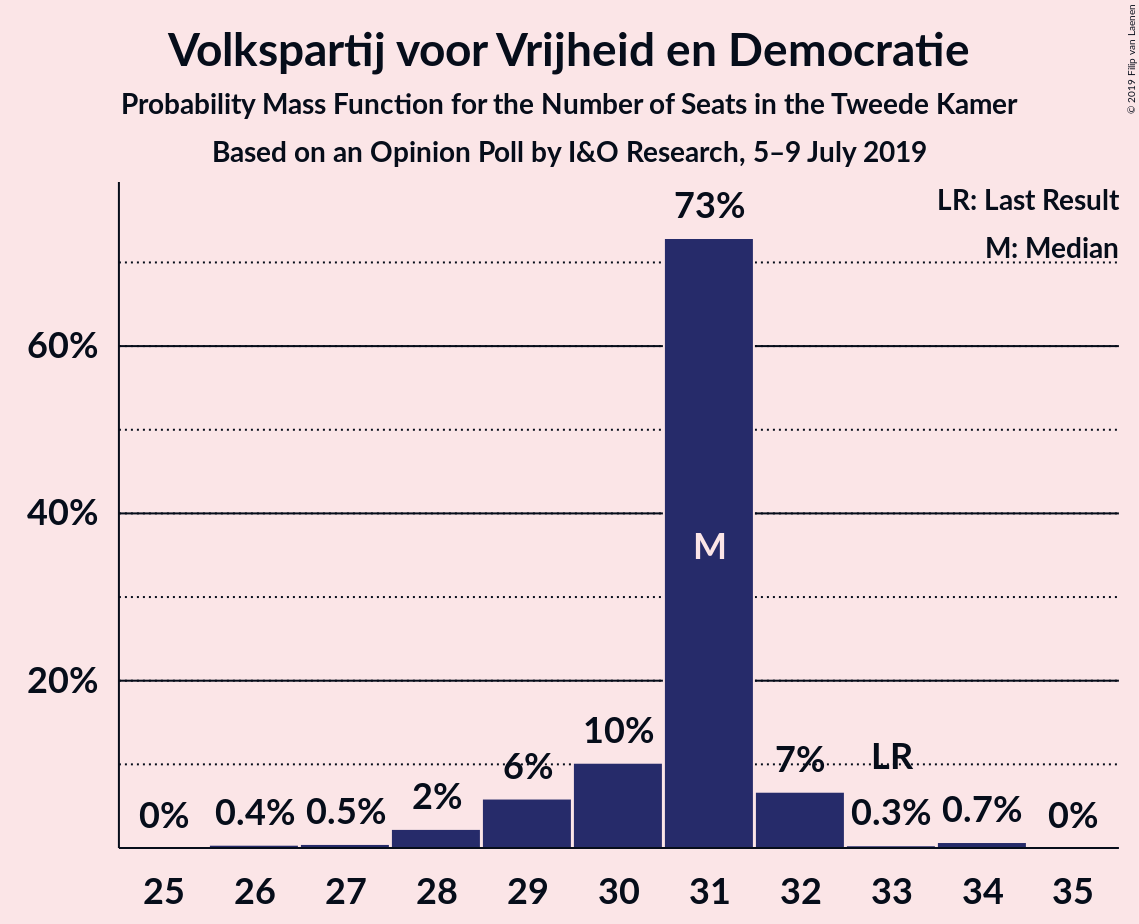 Volkspartij voor Vrijheid en Democratie
Probability Mass Function for the Number of Seats in the Tweede Kamer
Based on an Opinion Poll by I&O Research, 5–9 July 2019
© 2019 Filip van Laenen
LR: Last Result
M: Median
60%
40%
20%
0%
0.4%
0.5%
2%
6%
10%
73%
M
7%
LR
0.3%
0.7%
0%
25 26 27 28 29 30 31 32 33 34 35